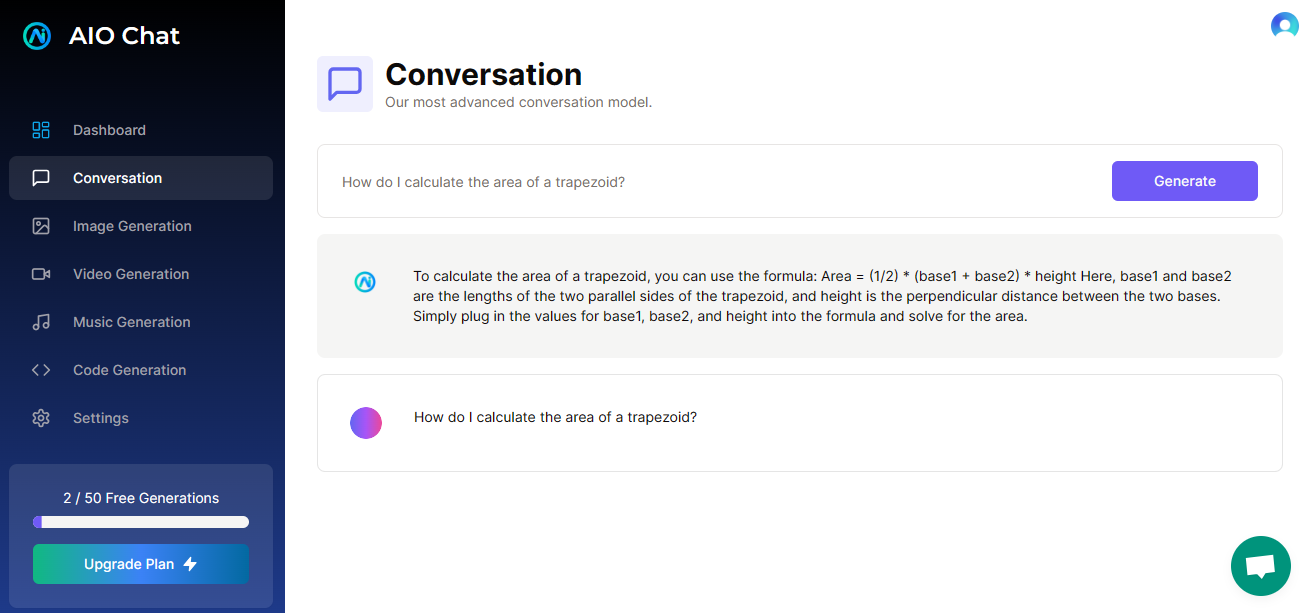 AIO Chat
Dashboard
Conversation
Image Generation
Video Generation
Music Generation
Code Generation
Settings
2 / 50 Free Generations
Upgrade Plan
Conversation
Our most advanced conversation model.
How do I calculate the area of a trapezoid?
Generate
To calculate the area of a trapezoid, you can use the formula: Area = (1/2) * (base1 + base2) * height Here, base1 and base2
are the lengths of the two parallel sides of the trapezoid, and height is the perpendicular distance between the two bases.
Simply plug in the values for base1, base2, and height into the formula and solve for the area.
How do I calculate the area of a trapezoid?